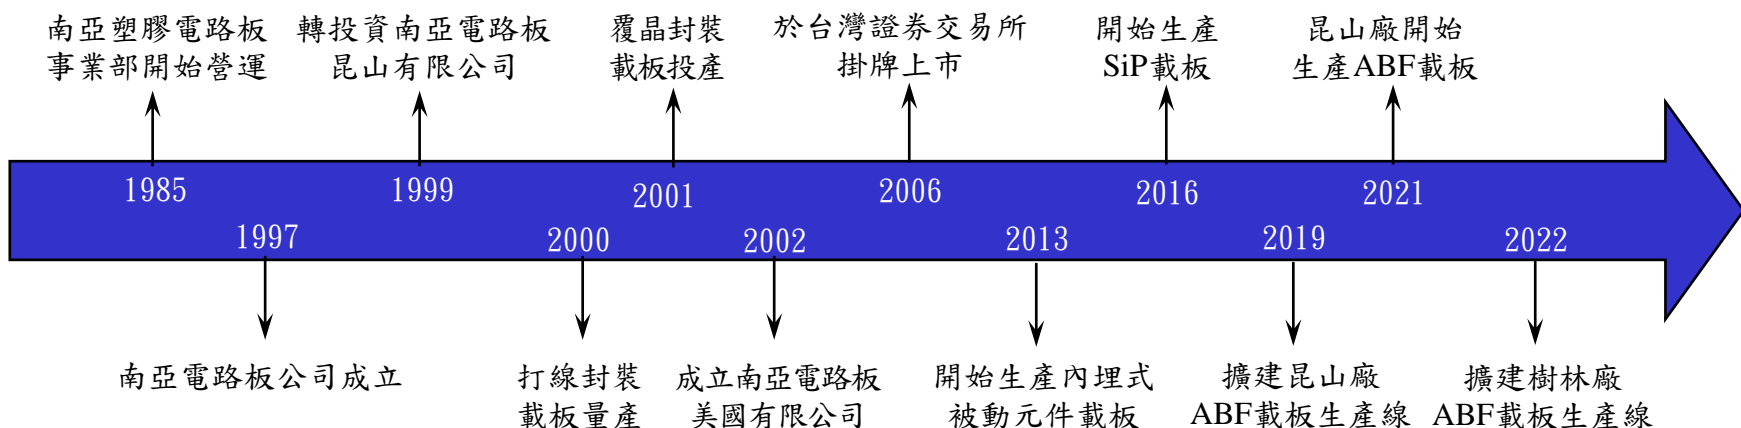 南亞塑膠電路板
事業部開始營運
轉投資南亞電路板
昆山有限公司
覆晶封裝
載板投產
於台灣證券交易所
掛牌上市
開始生產
SiP載板
昆山廠開始
生產ABF載板
1985
1999
2001
2006
2016
2021
1997
2000
2002
2013
2019
2022
南亞電路板公司成立
打線封裝
載板量產
成立南亞電路板
美國有限公司
開始生產內埋式
被動元件載板
擴建昆山廠
ABF載板生產線
擴建樹林廠
ABF載板生產線